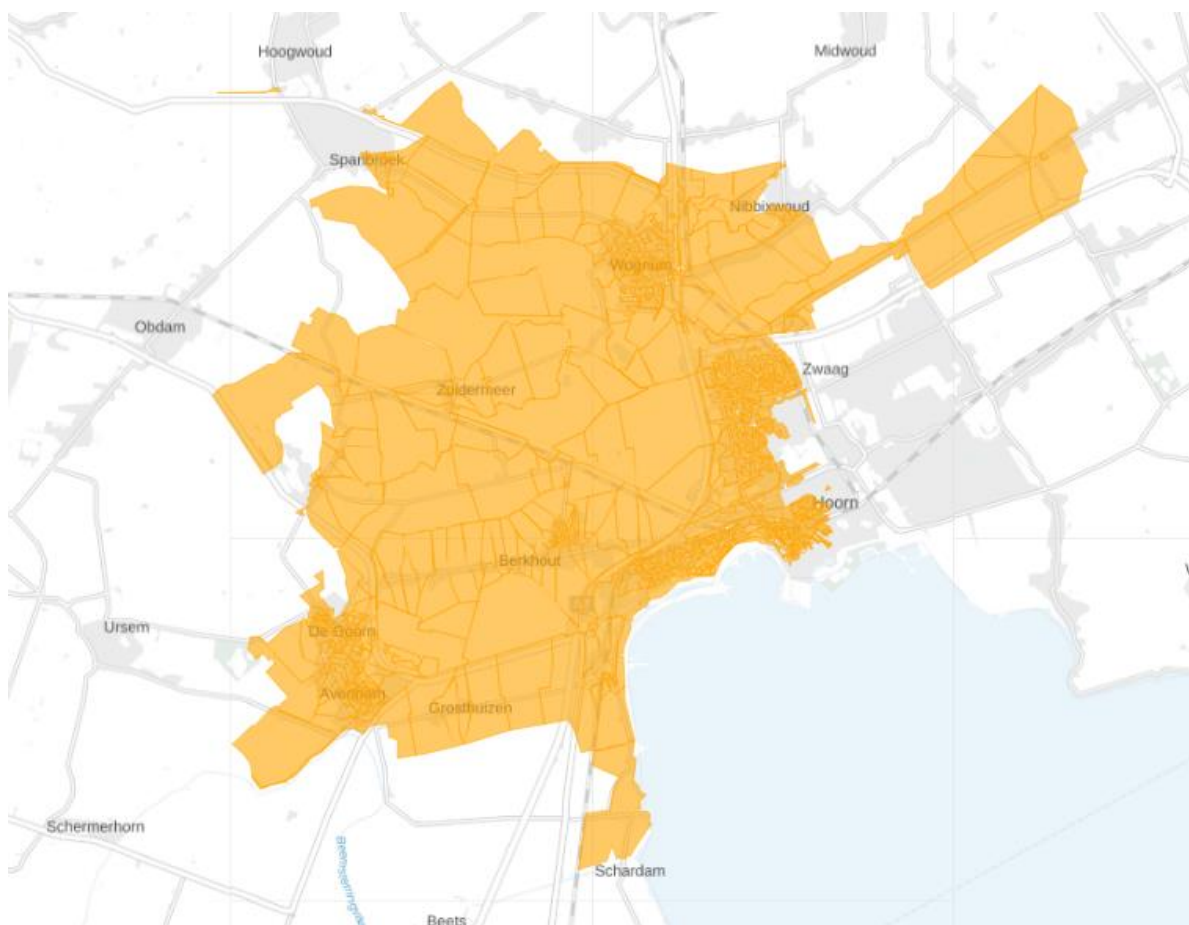 Hoogwoud
Midwoud
Spanbroek
Nibbixwoud
Wognum
Obdam
Zwaag
Zuidermeer
Hoorn
Berkhout
Ursem
De Goorn
Avenhorn
Grosthuizen
Schermerhorn
Schardam
Beets